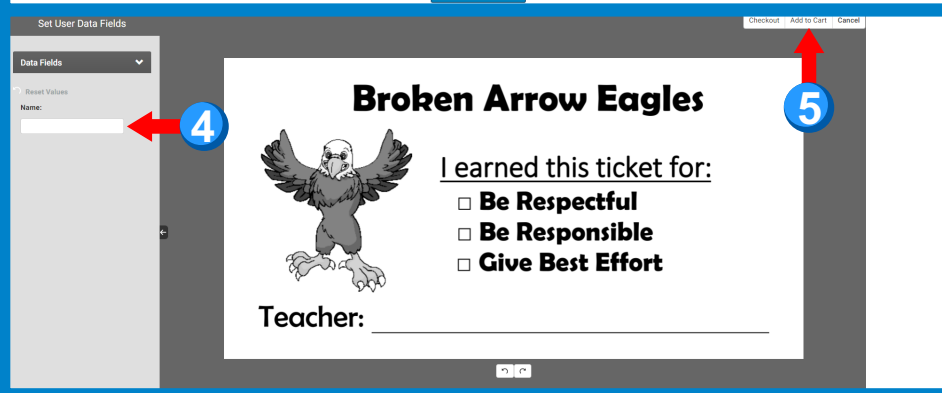 Set User Data Fields
Checkout Add to Cart Cancel
Data Fields
Reset Values
Name:
4
5
Broken Arrow Eagles
I earned this ticket for:
□ Be Respectful
□ Be Responsible
□ Give Best Effort
Teacher: